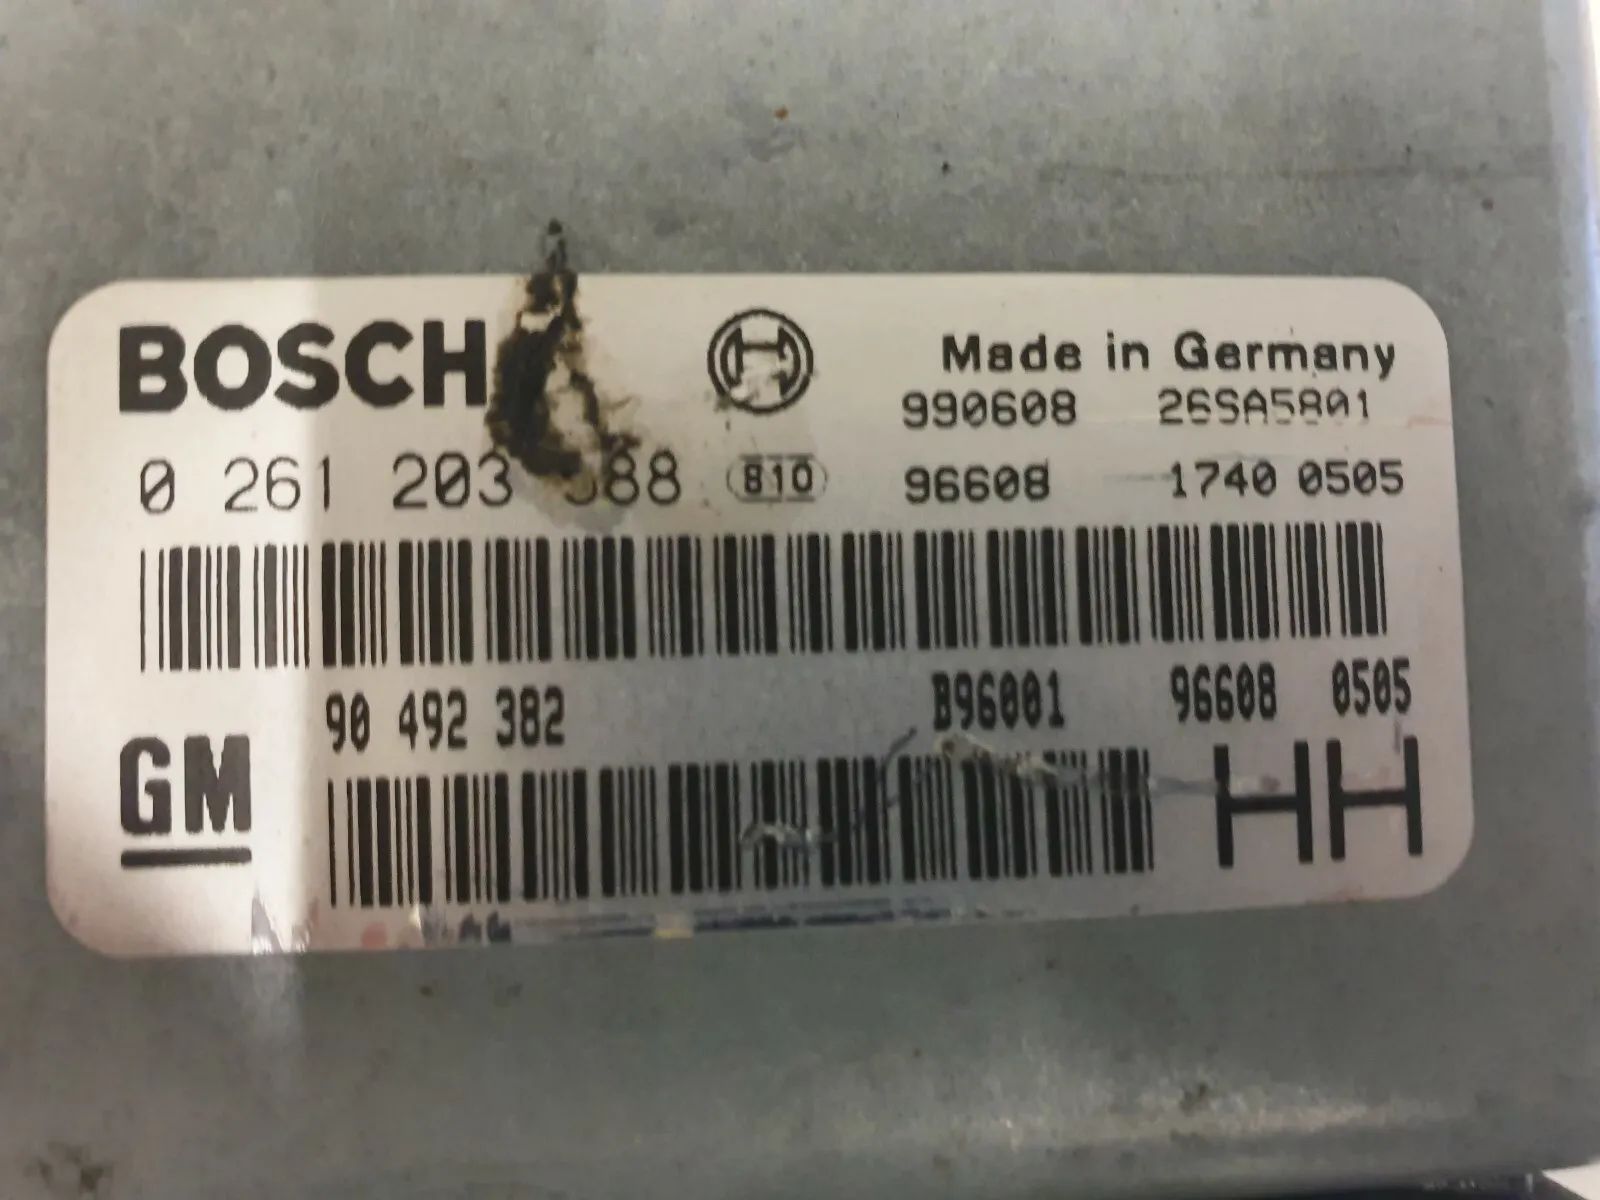 BOSCH Made in Germany
990608 26SA5801
0 261 203 88 810 96608 1740 0505
90 492 382 B96001 96608 0505
GM HH